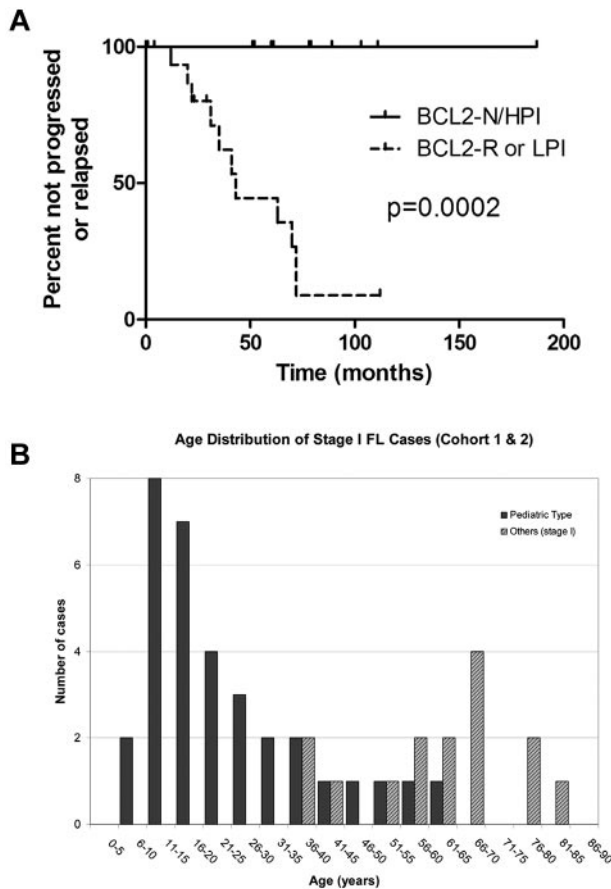 A
Percent not progressed
or relapsed
100
50
0
0 50 100 150 200
Time (months)
BCL2-N/HPI
BCL2-R or LPI
p=0.0002
B
Age Distribution of Stage I FL Cases (Cohort 1 & 2)
Number of cases
8
6
4
2
0
Pediatric Type
Others (stage I)
0-5 6-10 11-15 16-20 21-25 26-30 31-35 36-40 41-45 46-50 51-55 56-60 61-65 66-70 71-75 76-80 81-85 86-90
Age (years)